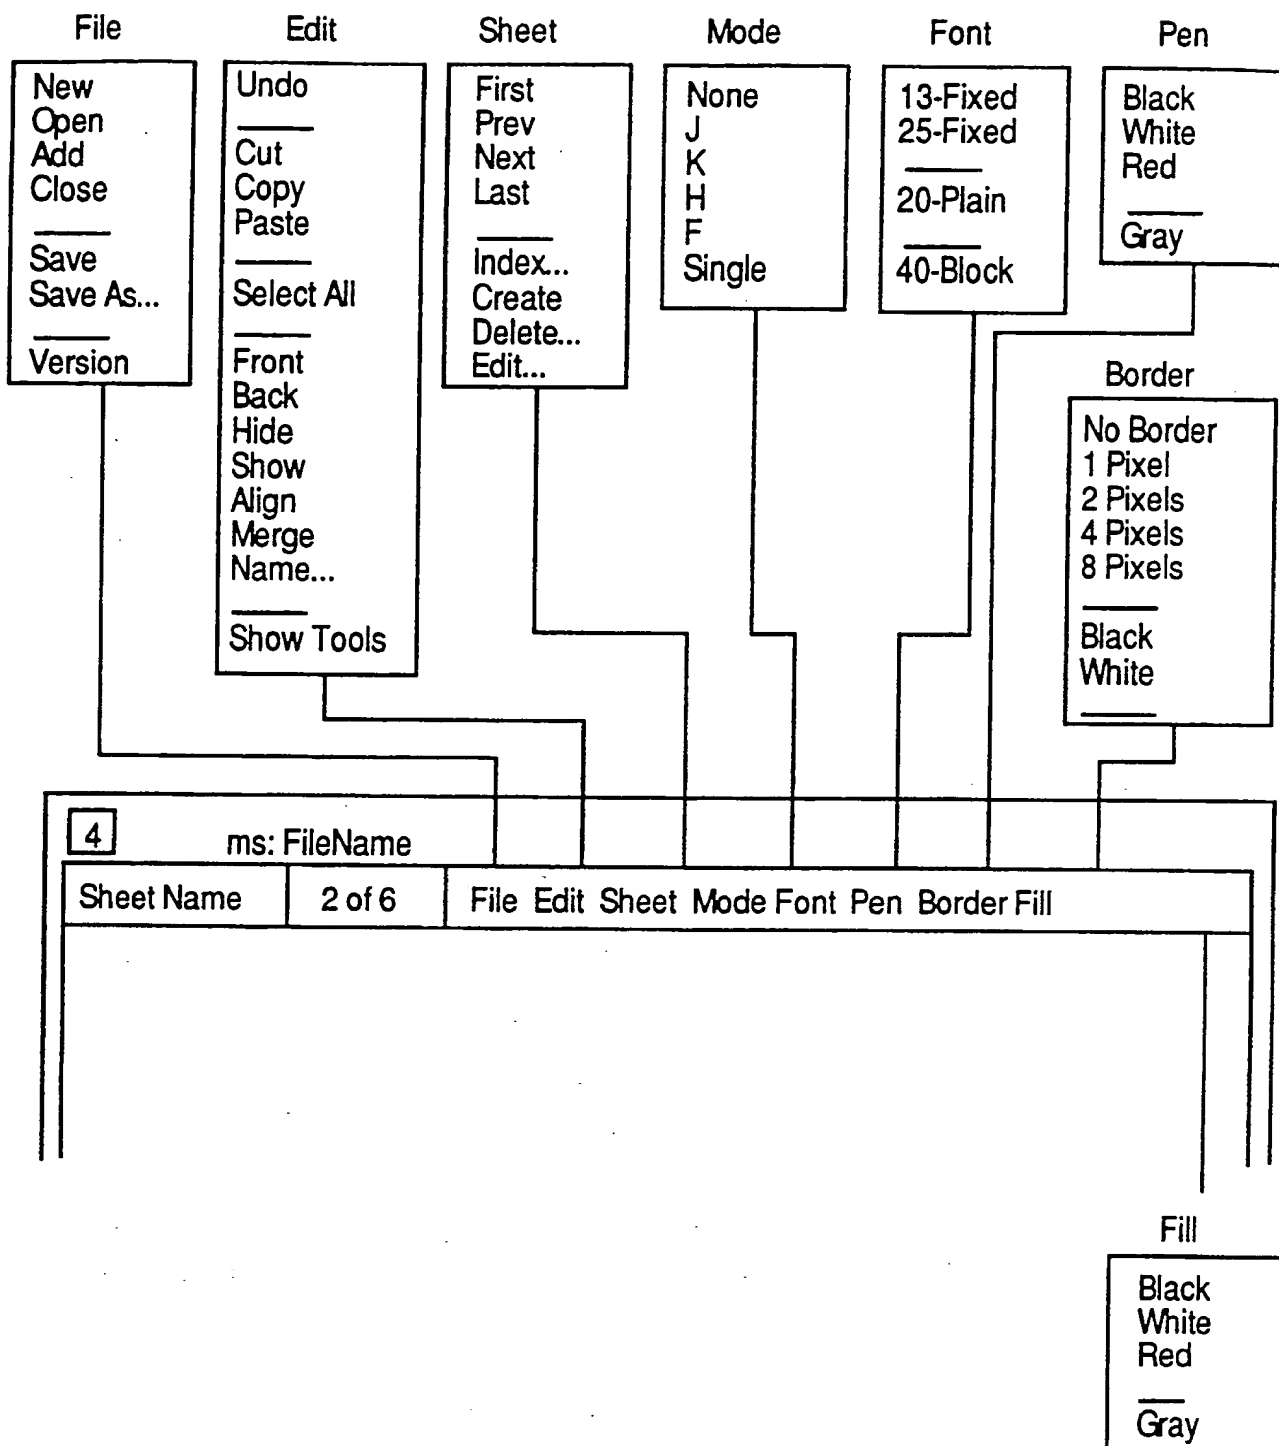 File
New
Open
Add
Close
Save
Save As...
Version
Edit
Undo
Cut
Copy
Paste
Select All
Front
Back
Hide
Show
Align
Merge
Name...
Show Tools
Sheet
First
Prev
Next
Last
Index...
Create
Delete...
Edit...
Mode
None
J
K
H
F
Single
Font
13-Fixed
25-Fixed
20-Plain
40-Block
Pen
Black
White
Red
Gray
Border
No Border
1 Pixel
2 Pixels
4 Pixels
8 Pixels
Black
White
4
ms: FileName
Sheet Name
2 of 6
File Edit Sheet Mode Font Pen Border Fill
Fill
Black
White
Red
Gray